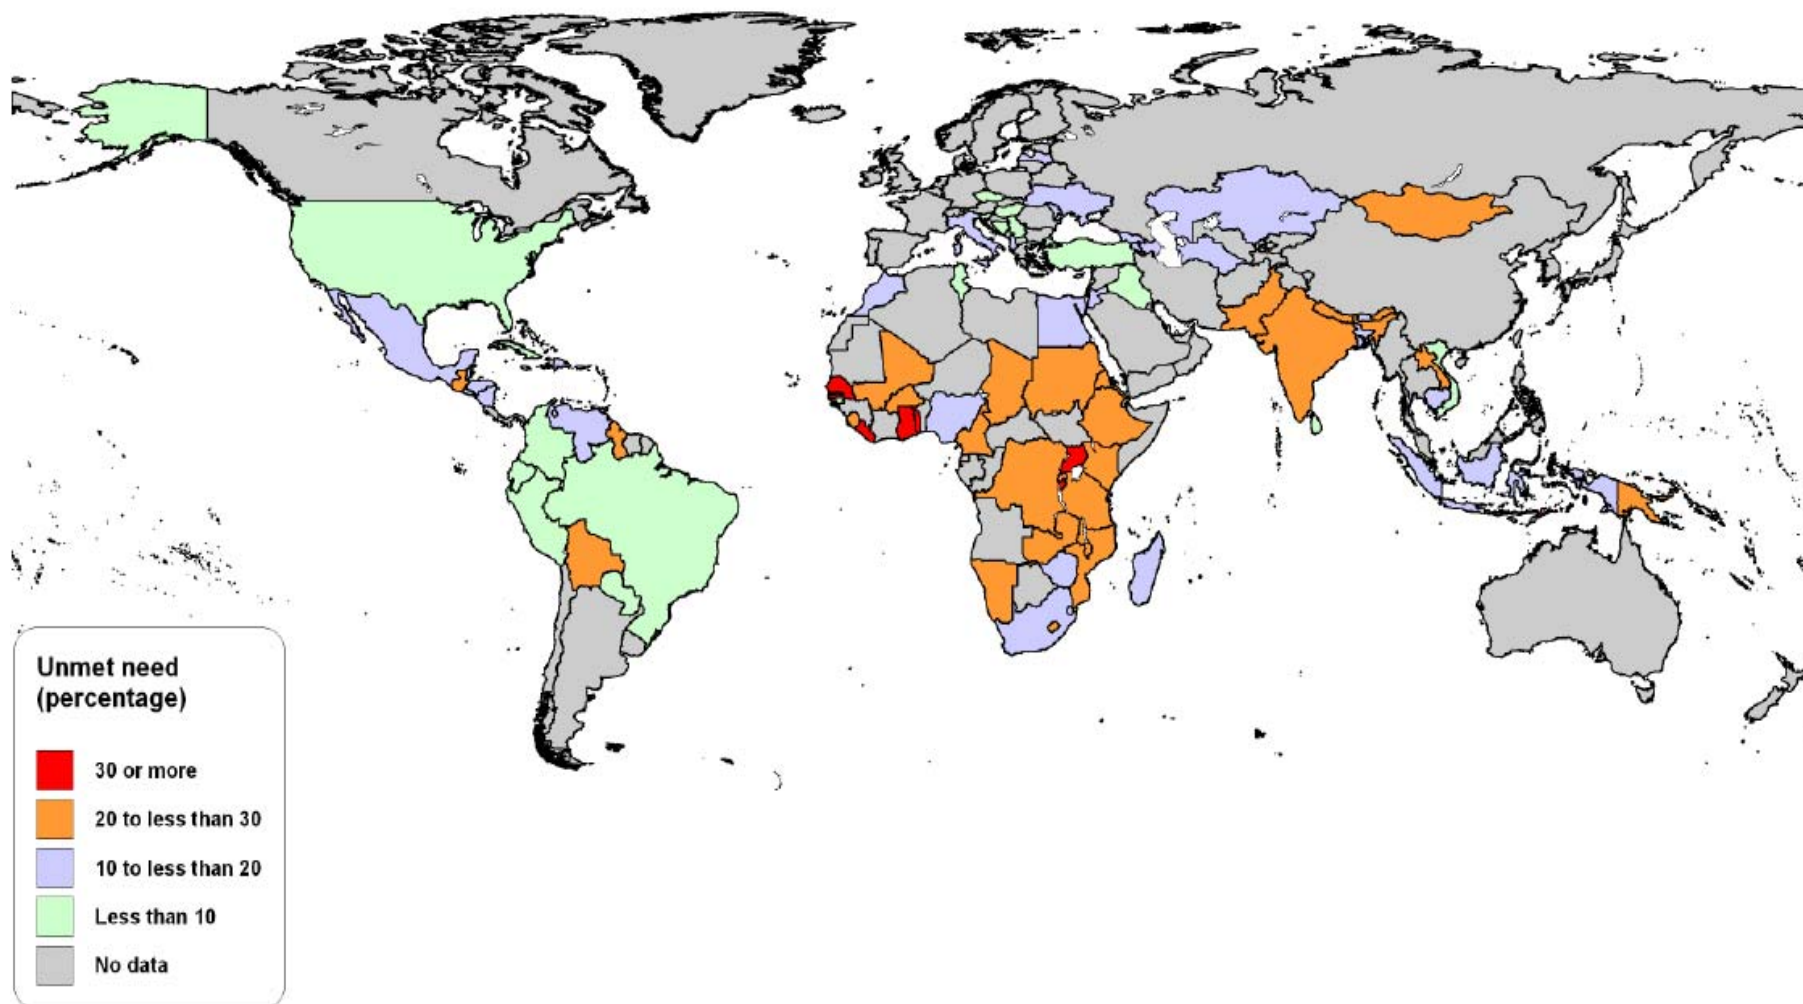 Unmet need
(percentage)
30 or more
20 to less than 30
10 to less than 20
Less than 10
No data